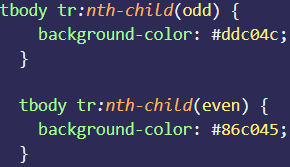 tbody tr:nth-child(odd) {
background-color: #ddc04c;
}
tbody tr:nth-child(even) {
background-color: #86c045;
}